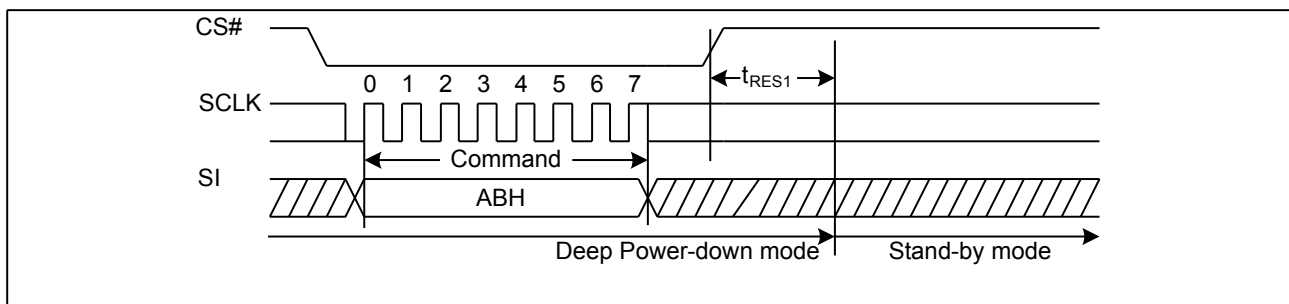 CS#
tRES1
0 1 2 3 4 5 6 7
SCLK
Command
SI
ABH
Deep Power-down mode Stand-by mode